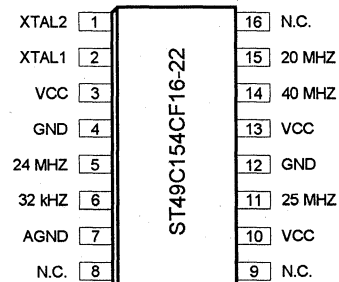 XTAL2 1
XTAL1 2
VCC 3
GND 4
24 MHZ 5
32 kHZ 6
AGND 7
N.C. 8
ST49C154CF16-22
16 N.C.
15 20 MHZ
14 40 MHZ
13 VCC
12 GND
11 25 MHZ
10 VCC
9 N.C.